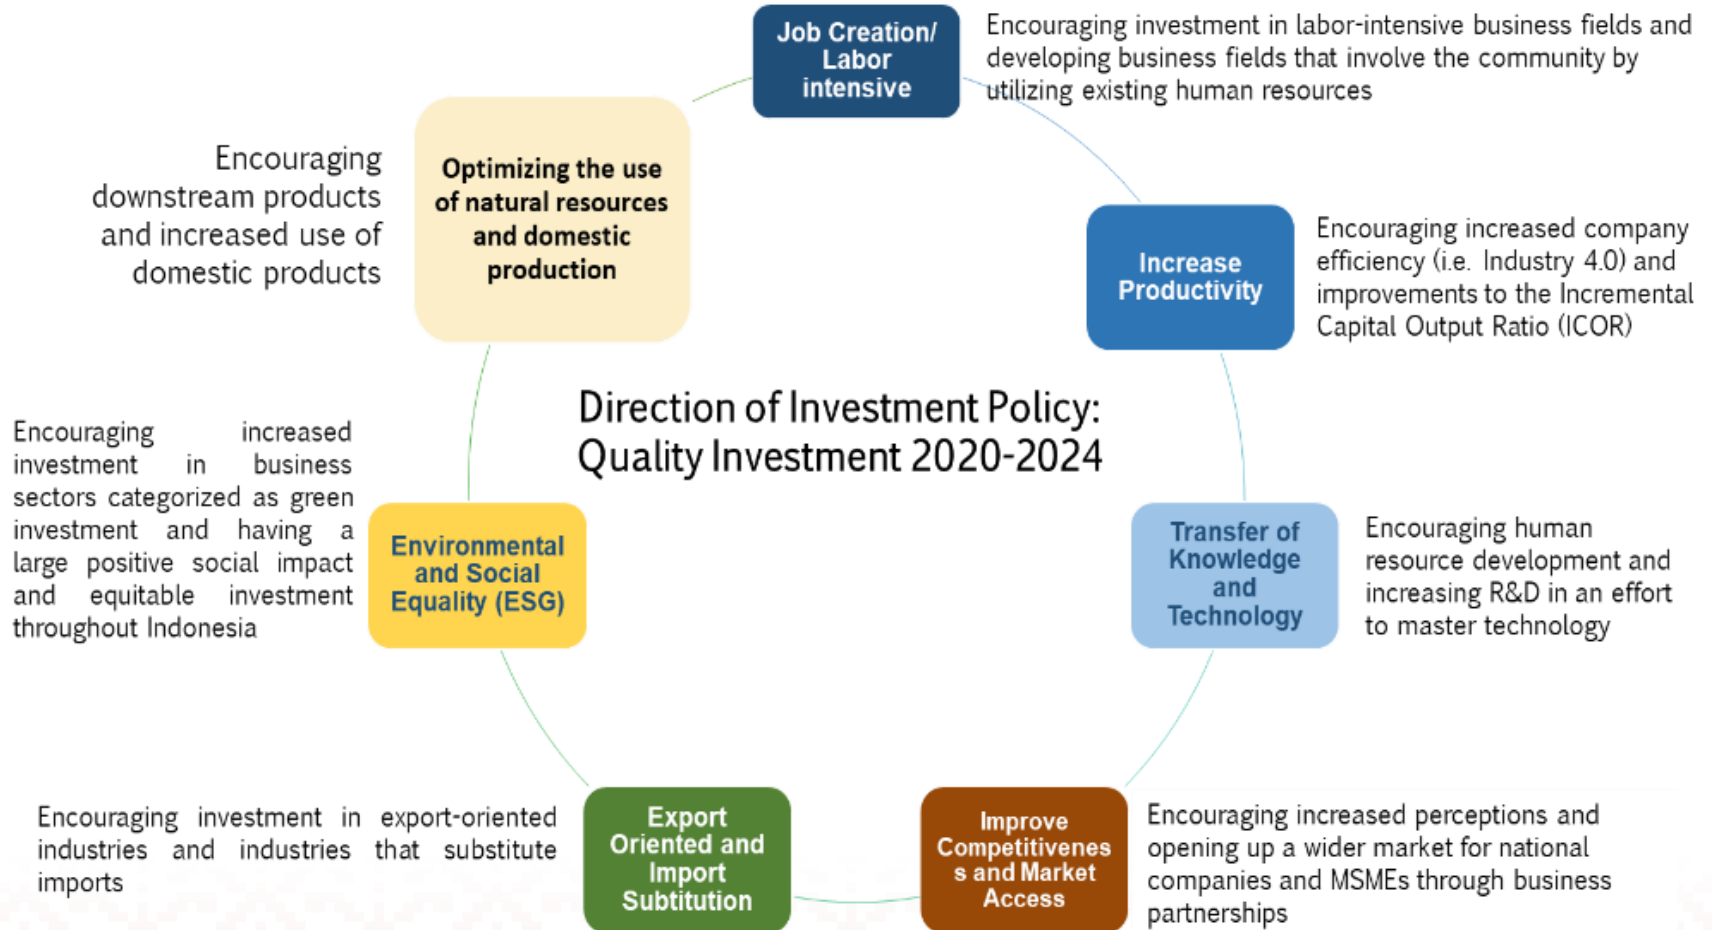 Job Creation/
Labor
intensive
Encouraging investment in labor-intensive business fields and
developing business fields that involve the community by
utilizing existing human resources
Increase
Productivity
Encouraging increased company
efficiency (i.e. Industry 4.0) and
improvements to the Incremental
Capital Output Ratio (ICOR)
Transfer of
Knowledge
and
Technology
Encouraging human
resource development and
increasing R&D in an effort
to master technology
Improve
Competitivenes
s and Market
Access
Encouraging increased perceptions and
opening up a wider market for national
companies and MSMEs through business
partnerships
Export
Oriented and
Import
Subtitution
Encouraging investment in export-oriented
industries and industries that substitute
imports
Environmental
and Social
Equality (ESG)
Encouraging increased
investment in business
sectors categorized as green
investment and having a
large positive social impact
and equitable investment
throughout Indonesia
Optimizing the use
of natural resources
and domestic
production
Encouraging
downstream products
and increased use of
domestic products
Direction of Investment Policy:
Quality Investment 2020-2024